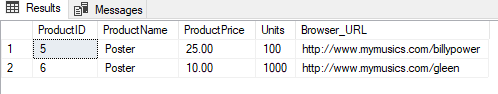 Results Messages
ProductID ProductName ProductPrice Units Browser_URL
1 5 Poster 25.00 100 http://www.mymusics.com/billypower
2 6 Poster 10.00 1000 http://www.mymusics.com/gleen